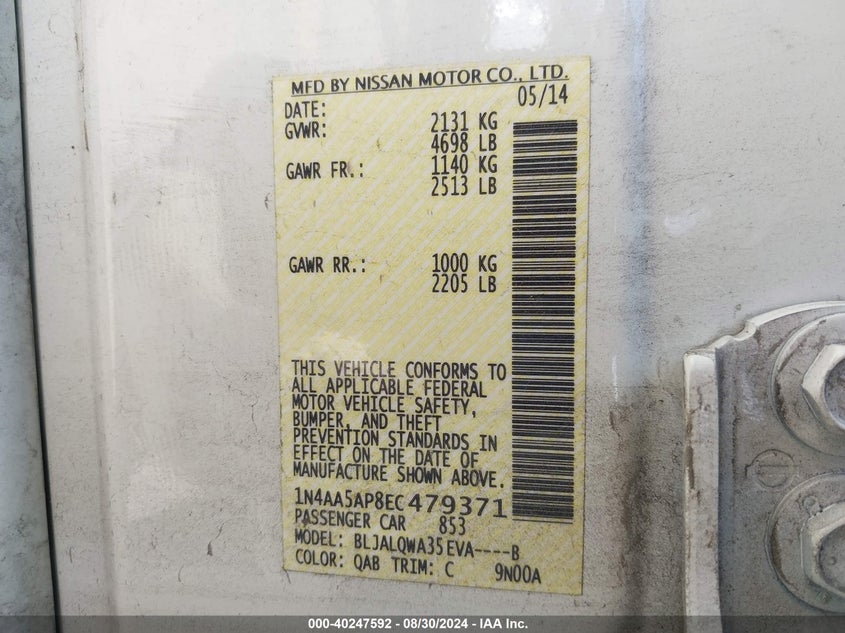 MFD BY NISSAN MOTOR CO., LTD.
DATE: 05/14
GVWR: 2131 KG
4698 LB
GAWR FR.: 1140 KG
2513 LB
GAWR RR.: 1000 KG
2205 LB
THIS VEHICLE CONFORMS TO
ALL APPLICABLE FEDERAL
MOTOR VEHICLE SAFETY,
BUMPER, AND THEFT
PREVENTION STANDARDS IN
EFFECT ON THE DATE OF
MANUFACTURE SHOWN ABOVE.
1N4AA5AP8EC479371
PASSENGER CAR 853
MODEL: BLJALQWA35EVA----B
COLOR: QAB TRIM: C 9N00A
000-40247592 - 08/30/2024 - IAA Inc.